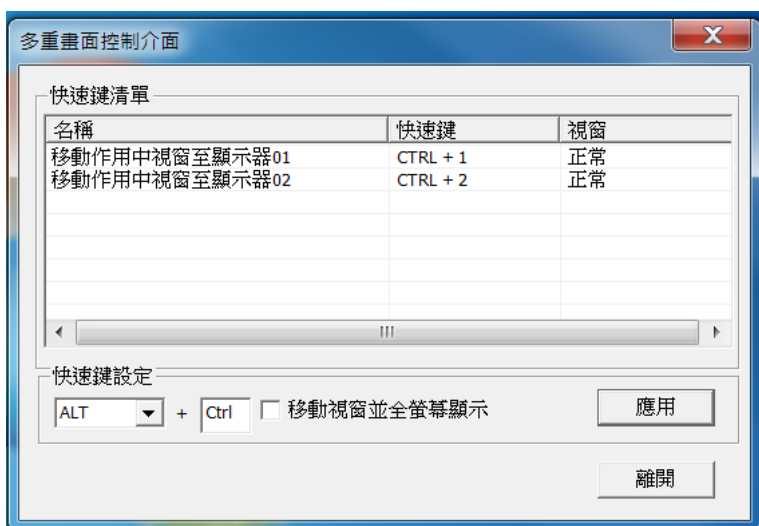 多重畫面控制介面
快速鍵清單
名稱 快速鍵 視窗
移動作用中視窗至顯示器01 CTRL + 1 正常
移動作用中視窗至顯示器02 CTRL + 2 正常
快速鍵設定
ALT + Ctrl 移動視窗並全螢幕顯示 應用
離開